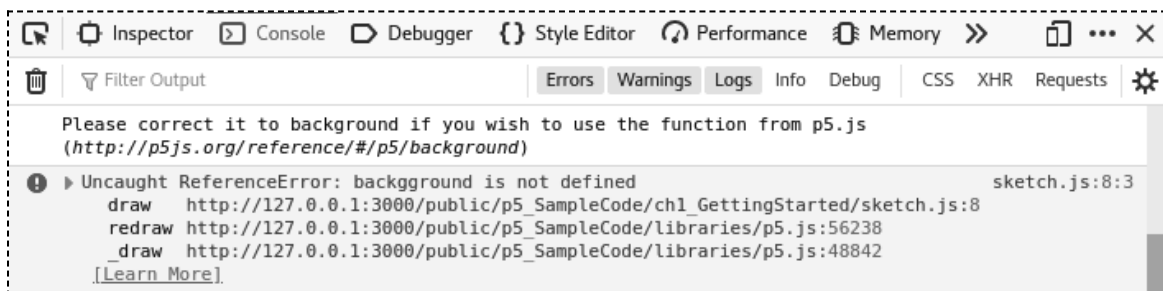 Inspector Console Debugger {} Style Editor Performance Memory
Filter Output Errors Warnings Logs Info Debug CSS XHR Requests
Please correct it to background if you wish to use the function from p5.js
(http://p5js.org/reference/#/p5/background)
Uncaught ReferenceError: backgground is not defined sketch.js:8:3
draw http://127.0.0.1:3000/public/p5_SampleCode/ch1_GettingStarted/sketch.js:8
redraw http://127.0.0.1:3000/public/p5_SampleCode/libraries/p5.js:56238
_draw http://127.0.0.1:3000/public/p5_SampleCode/libraries/p5.js:48842
[Learn More]